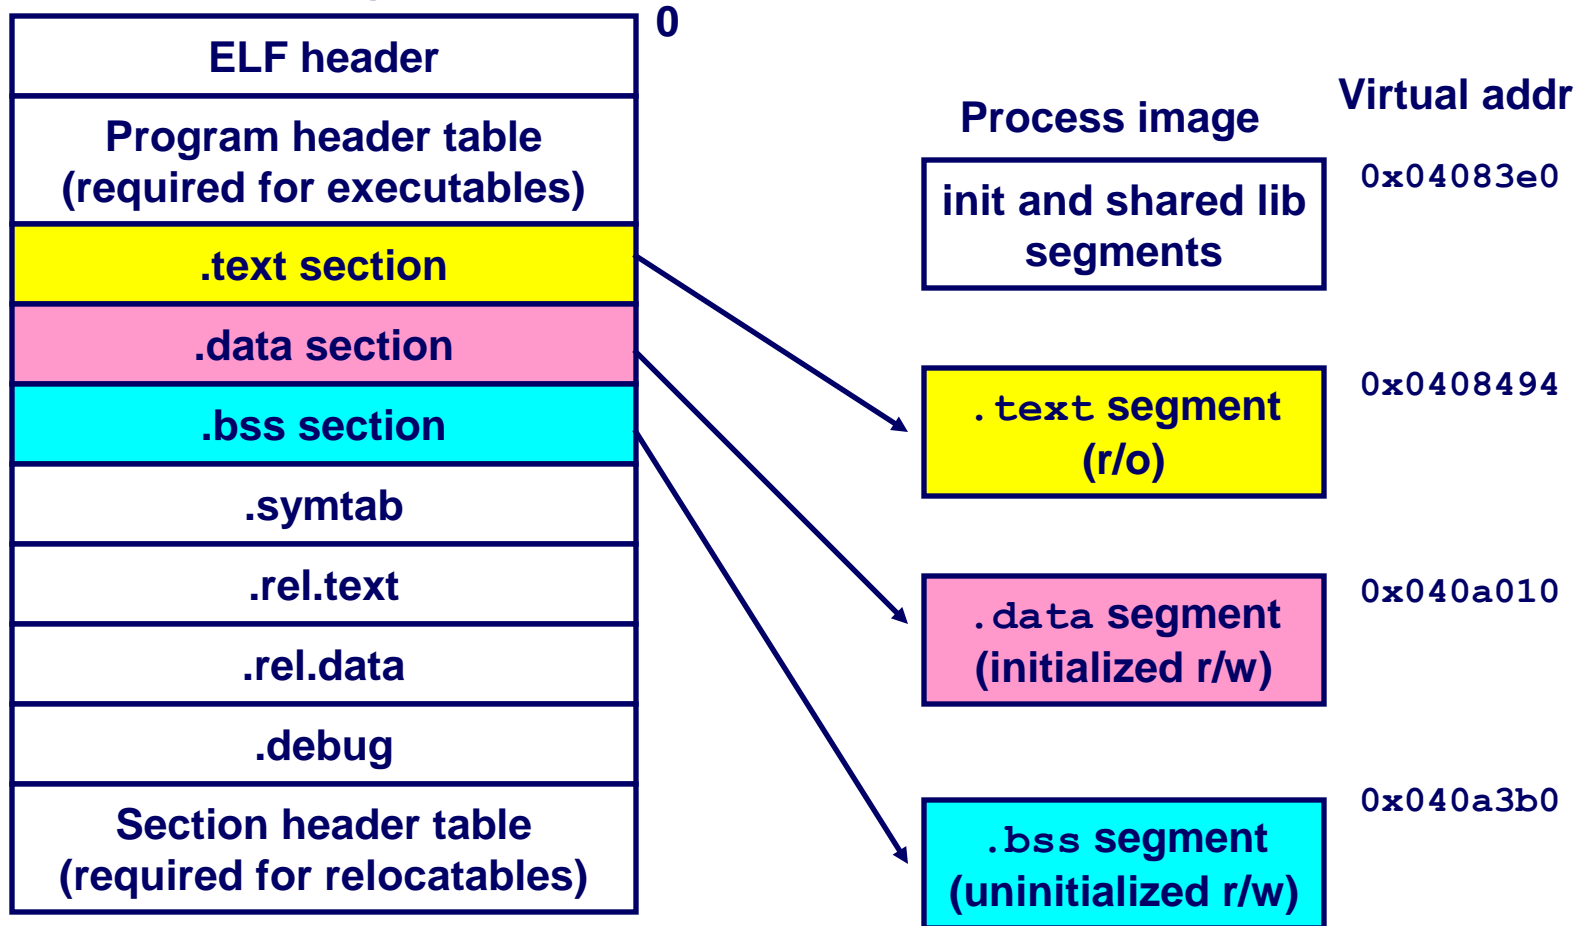 0
ELF header
Program header table
(required for executables)
.text section
.data section
.bss section
.symtab
.rel.text
.rel.data
.debug
Section header table
(required for relocatables)
Process image
Virtual addr
init and shared lib
segments
0x04083e0
.text segment
(r/o)
0x0408494
.data segment
(initialized r/w)
0x040a010
.bss segment
(uninitialized r/w)
0x040a3b0